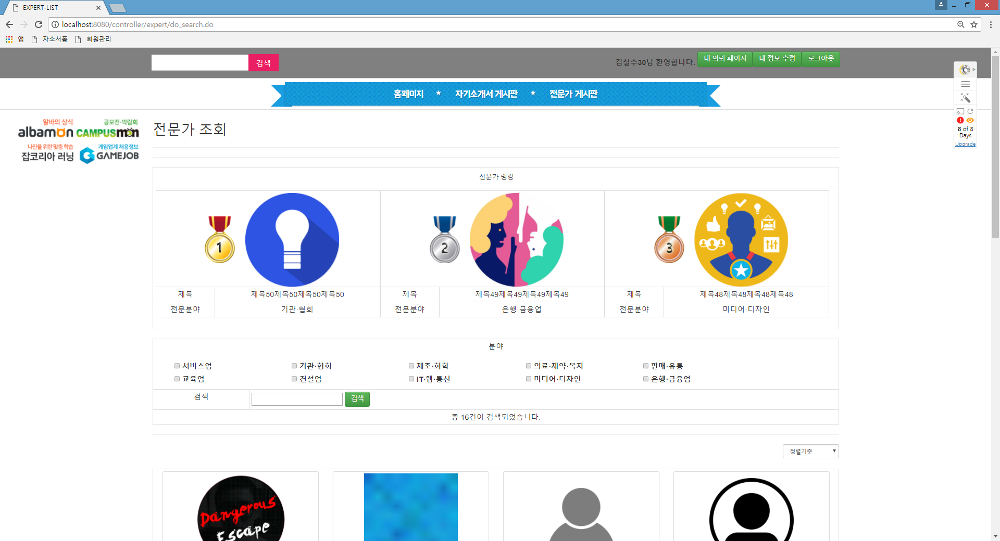 EXPERT-LIST
localhost:8080/controller/expert/do_search.do
앱 자소서폼 회원관리
검색
김철수30님 환영합니다. 내 의뢰 페이지 내 정보 수정 로그아웃
홈페이지 ★ 자기소개서 게시판 ★ 전문가 게시판
8 of 8
Days
Upgrade
알바의 상식 공모전·박람회
albamon CAMPUSmon
나만을 위한 맞춤 학습 게임업계 채용정보
잡코리아 러닝 GAMEJOB
전문가 조회
전문가 랭킹
1 2 3
제목 제목50제목50제목50제목50 제목 제목49제목49제목49제목49 제목 제목48제목48제목48제목48
전문분야 기관·협회 전문분야 은행·금융업 전문분야 미디어·디자인
분야
서비스업 기관·협회 제조·화학 의료·제약·복지 판매·유통
교육업 건설업 IT·웹·통신 미디어·디자인 은행·금융업
검색 검색
총 16건이 검색되었습니다.
정렬기준
Dangerous
Escape